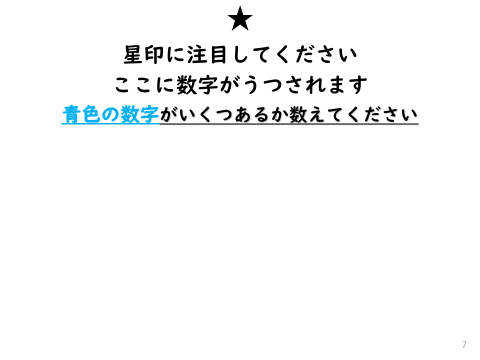 ★
星印に注目してください
ここに数字がうつされます
青色の数字がいくつあるか数えてください
7